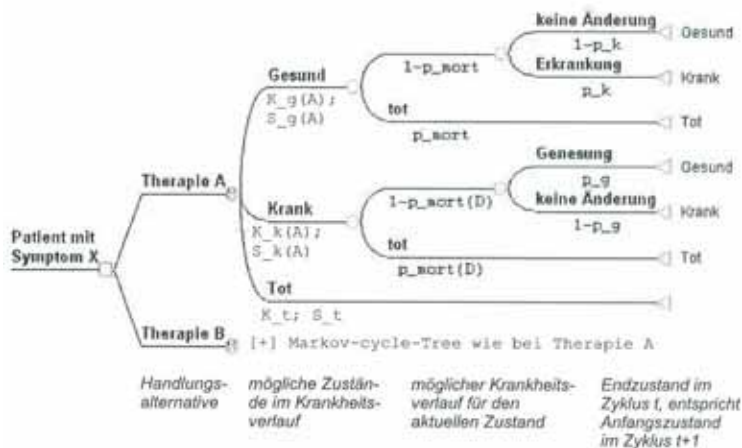 keine Änderung
Gesund
1-p_k
Gesund
1-p_mort
Erkrankung
Krank
p_k
K_g(A);
S_g(A)
tot
Tot
p_mort
Genesung
Gesund
p_g
Therapie A
Krank
1-p_mort(D)
keine Änderung
Krank
1-p_g
K_k(A);
S_k(A)
Patient mit
Symptom X
tot
Tot
p_mort(D)
Tot
K_t; S_t
Therapie B
[+] Markov-cycle-Tree wie bei Therapie A
Handlungs-
alternative
mögliche Zustän-
de im Krankheits-
verlauf
möglicher Krankheits-
verlauf für den
aktuellen Zustand
Endzustand im
Zyklus t, entspricht
Anfangszustand
im Zyklus t+1